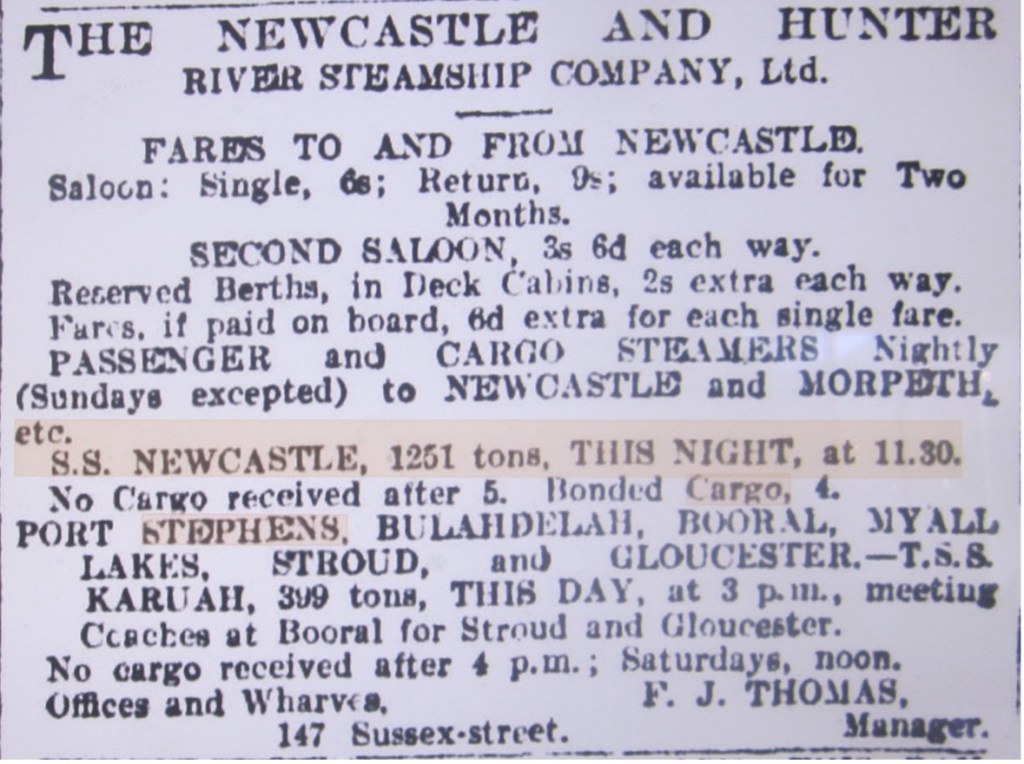 THE NEWCASTLE AND HUNTER
RIVER STEAMSHIP COMPANY, Ltd.
FARES TO AND FROM NEWCASTLE.
Saloon: Single, 6s; Return, 9s; available for Two
Months.
SECOND SALOON, 3s 6d each way.
Reserved Berths, in Deck Cabins, 2s extra each way.
Fares, if paid on board, 6d extra for each single fare.
PASSENGER and CARGO STEAMERS Nightly
(Sundays excepted) to NEWCASTLE and MORPETH,
etc.
S.S. NEWCASTLE, 1251 tons, THIS NIGHT, at 11.30.
No Cargo received after 5. Bonded Cargo, 4.
PORT STEPHENS, BULAHDELAH, BOORAL, MYALL
LAKES, STROUD, and GLOUCESTER.—T.S.S.
KARUAH, 399 tons, THIS DAY, at 3 p.m., meeting
Coaches at Booral for Stroud and Gloucester.
No cargo received after 4 p.m.; Saturdays, noon.
Offices and Wharves, F. J. THOMAS,
147 Sussex-street. Manager.